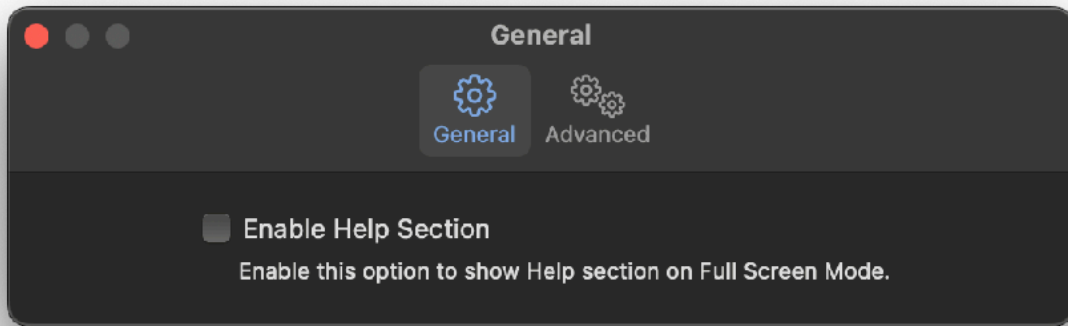 General
General
Advanced
Enable Help Section
Enable this option to show Help section on Full Screen Mode.